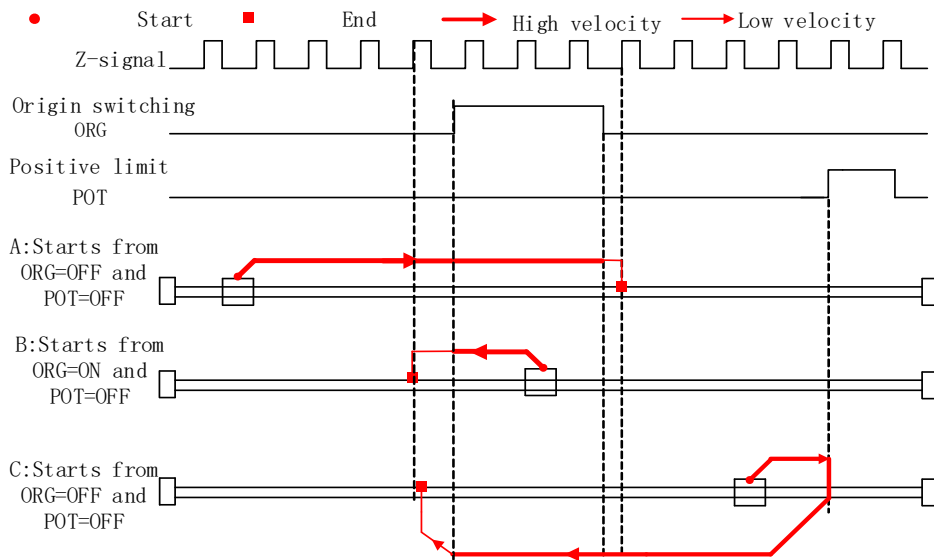 Start End High velocity Low velocity
Z-signal
Origin switching
ORG
Positive limit
POT
A:Starts from
ORG=OFF and
POT=OFF
B:Starts from
ORG=ON and
POT=OFF
C:Starts from
ORG=OFF and
POT=OFF